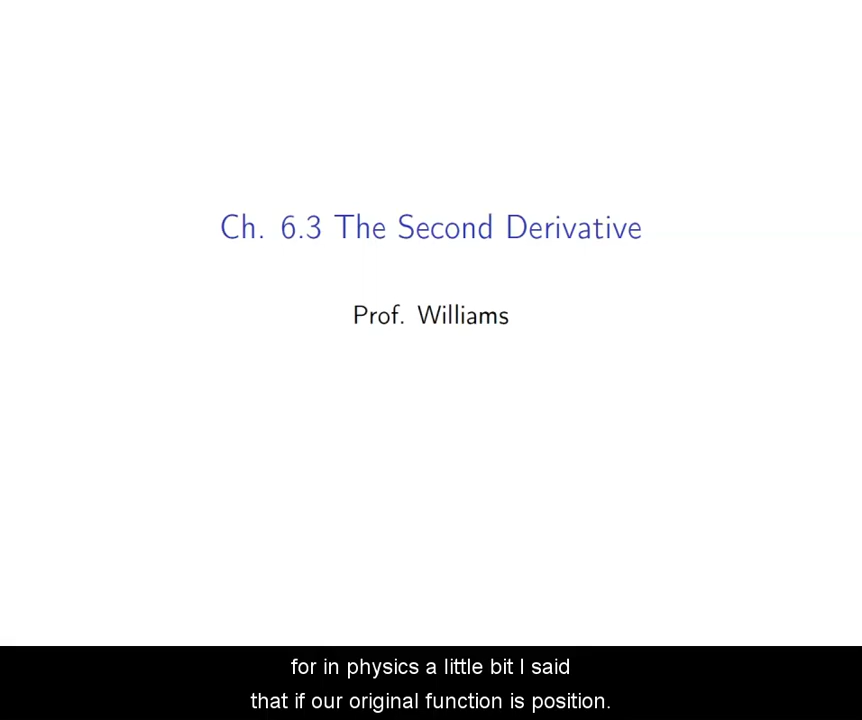 Ch. 6.3 The Second Derivative
Prof. Williams
for in physics a little bit I said
that if our original function is position.